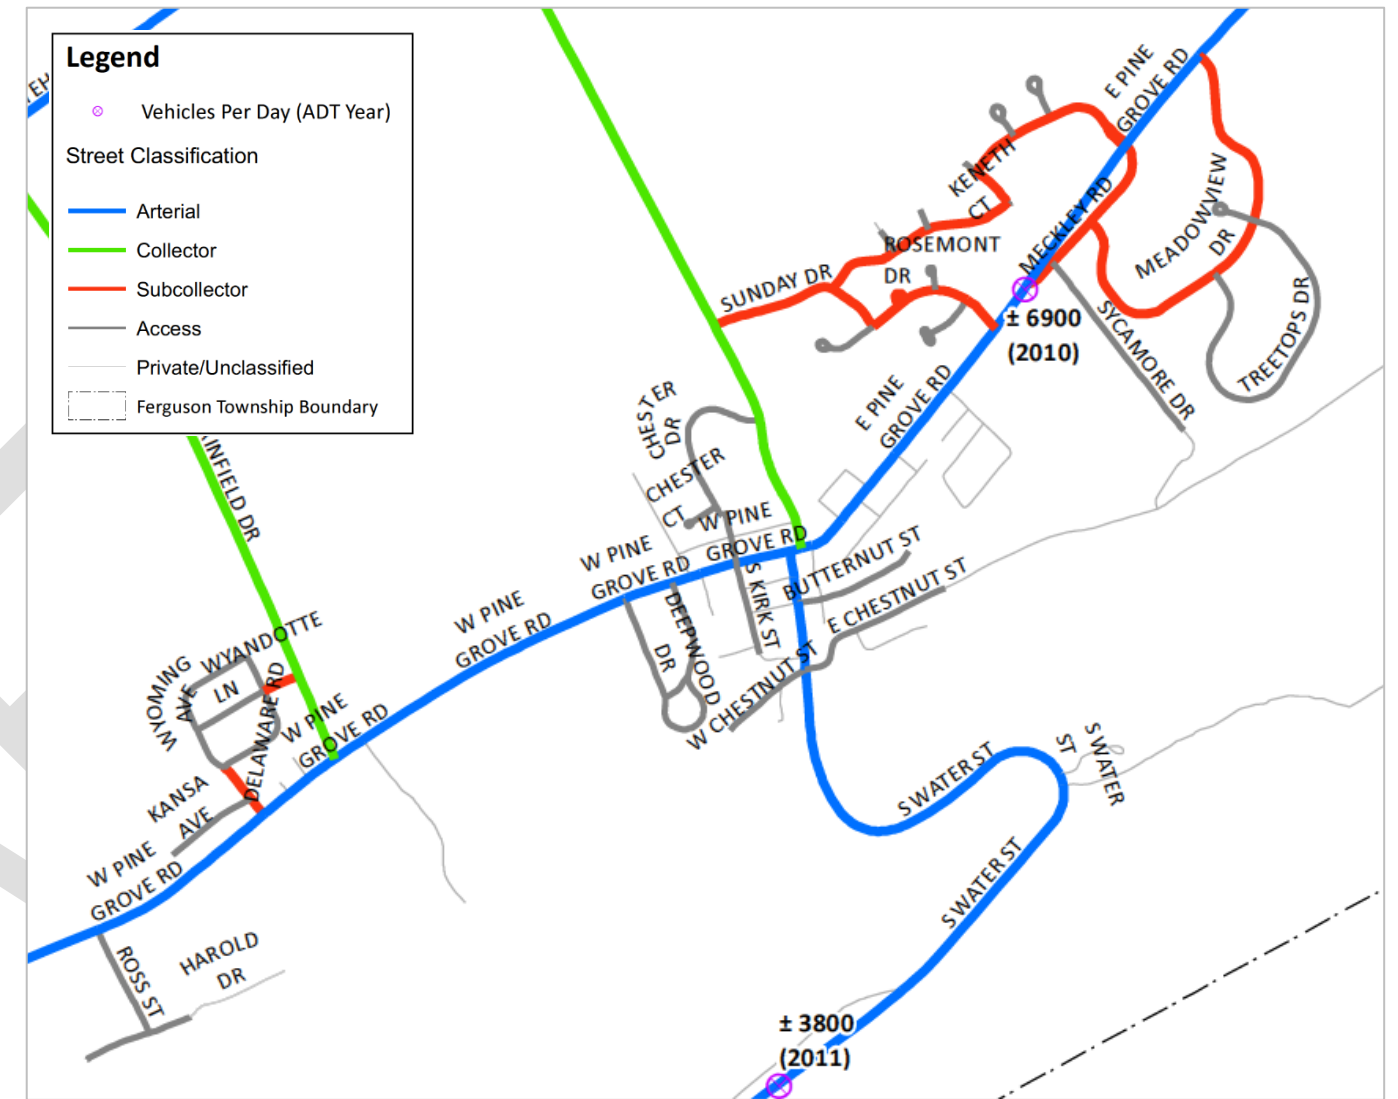 Legend
Vehicles Per Day (ADT Year)
Street Classification
Arterial
Collector
Subcollector
Access
Private/Unclassified
Ferguson Township Boundary
E PINE
GROVE RD
KENETH
CT
MECKLEY RD
MEADOWVIEW
DR
ROSEMONT
DR
SUNDAY DR
± 6900
(2010)
SYCAMORE DR
TREETOPS DR
E PINE
GROVE RD
CHESTER
DR
CHESTER
CT
W PINE
GROVE RD
W PINE
GROVE RD
W PINE
GROVE RD
S KIRK ST
BUTTERNUT ST
E CHESTNUT ST
W CHESTNUT ST
DEEPWOOD
DR
INFIELD DR
WYANDOTTE
LN
WYOMING
AVE
DELAWARE RD
W PINE
GROVE RD
KANSA
AVE
W PINE
GROVE RD
ROSS ST
HAROLD
DR
S WATER ST
S WATER
ST
S WATER ST
± 3800
(2011)